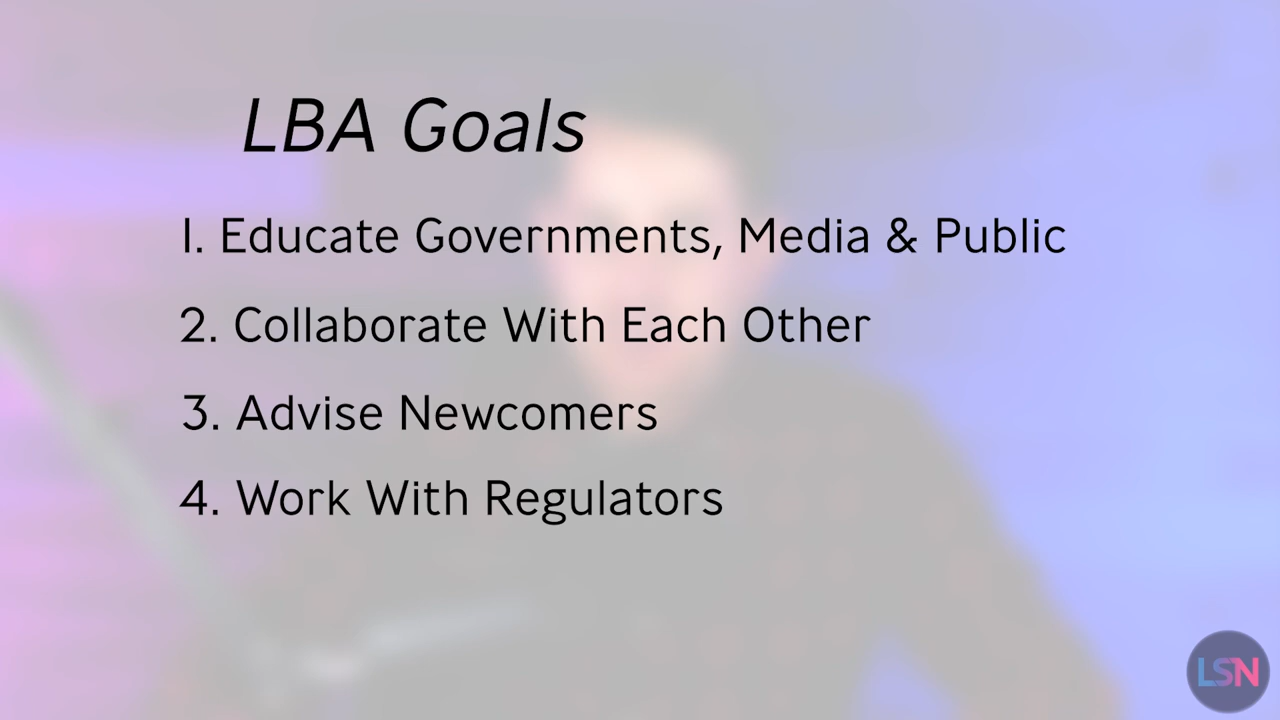 LBA Goals
1. Educate Governments, Media & Public
2. Collaborate With Each Other
3. Advise Newcomers
4. Work With Regulators
LSN